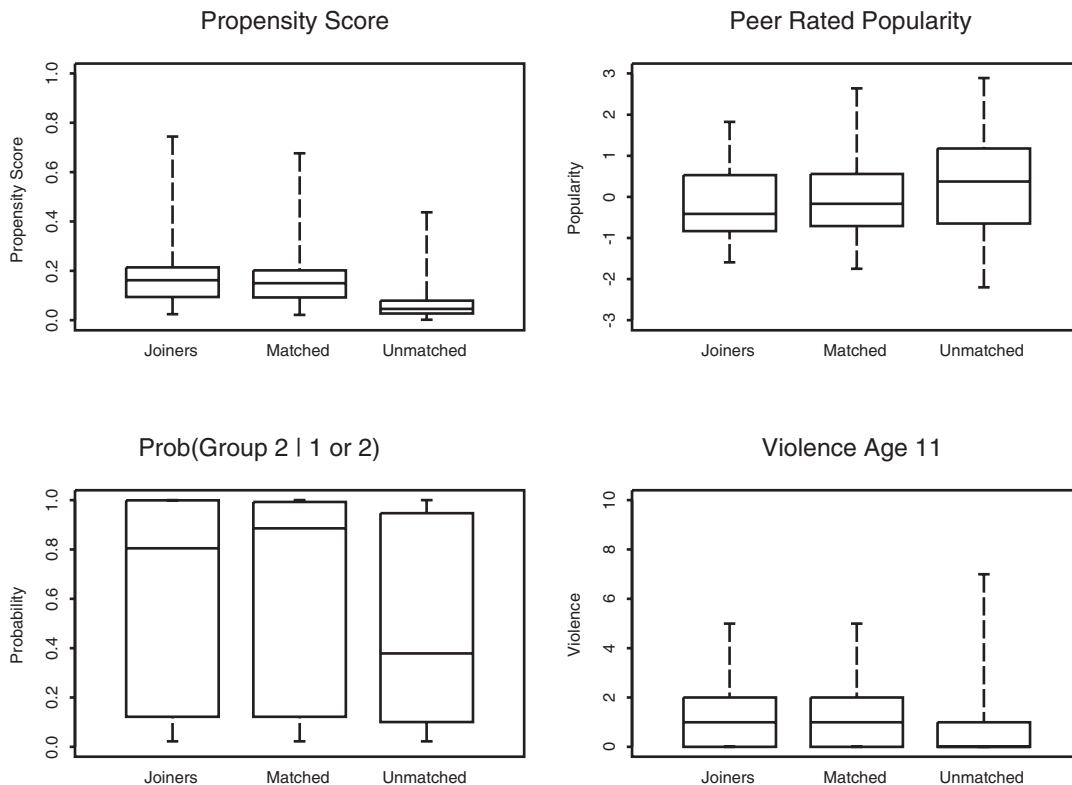 Propensity Score
Propensity Score
0.0 0.2 0.4 0.6 0.8 1.0
Joiners Matched Unmatched
Peer Rated Popularity
Popularity
-3 -2 -1 0 1 2 3
Joiners Matched Unmatched
Prob(Group 2 | 1 or 2)
Probability
0.0 0.2 0.4 0.6 0.8 1.0
Joiners Matched Unmatched
Violence Age 11
Violence
0 2 4 6 8 10
Joiners Matched Unmatched